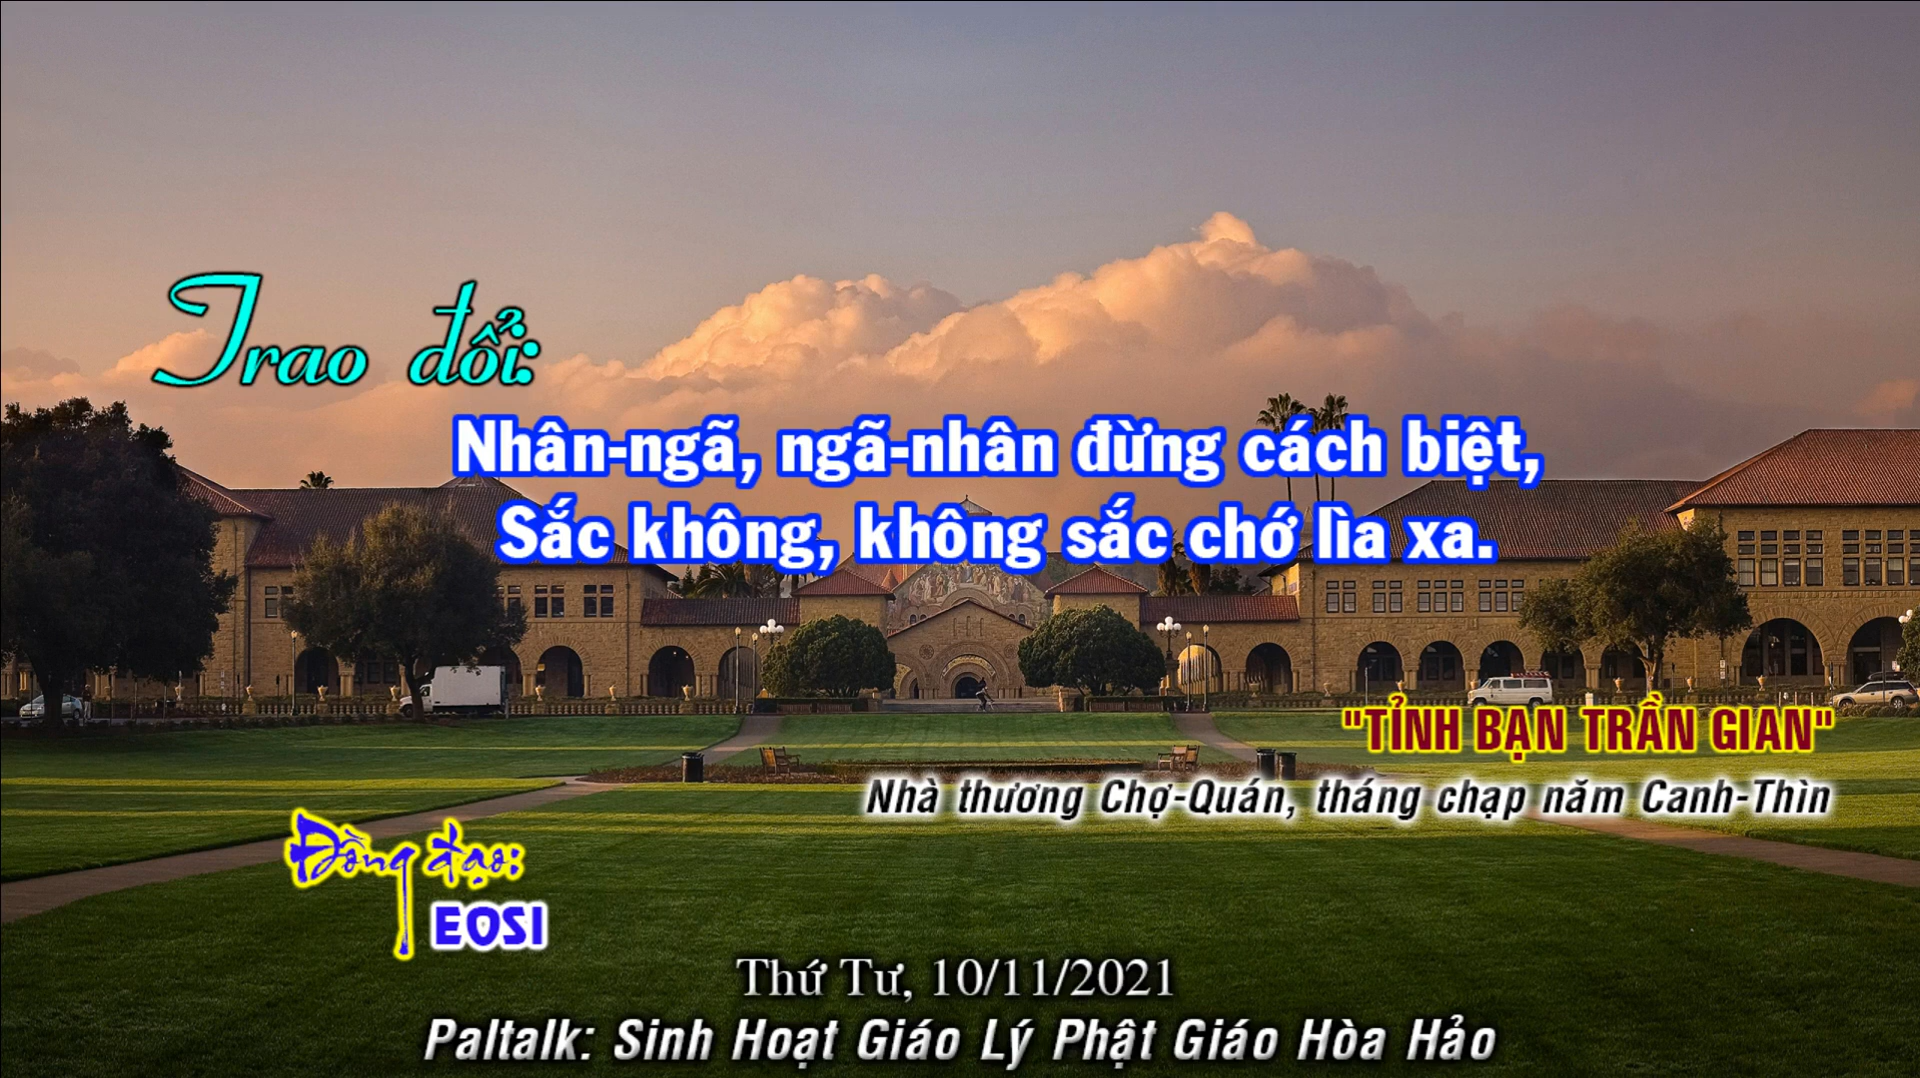 Trao đổi:
Nhân-ngã, ngã-nhân đừng cách biệt,
Sắc không, không sắc chớ lìa xa.
"TỈNH BẠN TRẦN GIAN"
Nhà thương Chợ-Quán, tháng chạp năm Canh-Thìn
Đồng đạo:
EOSI
Thứ Tư, 10/11/2021
Paltalk: Sinh Hoạt Giáo Lý Phật Giáo Hòa Hảo